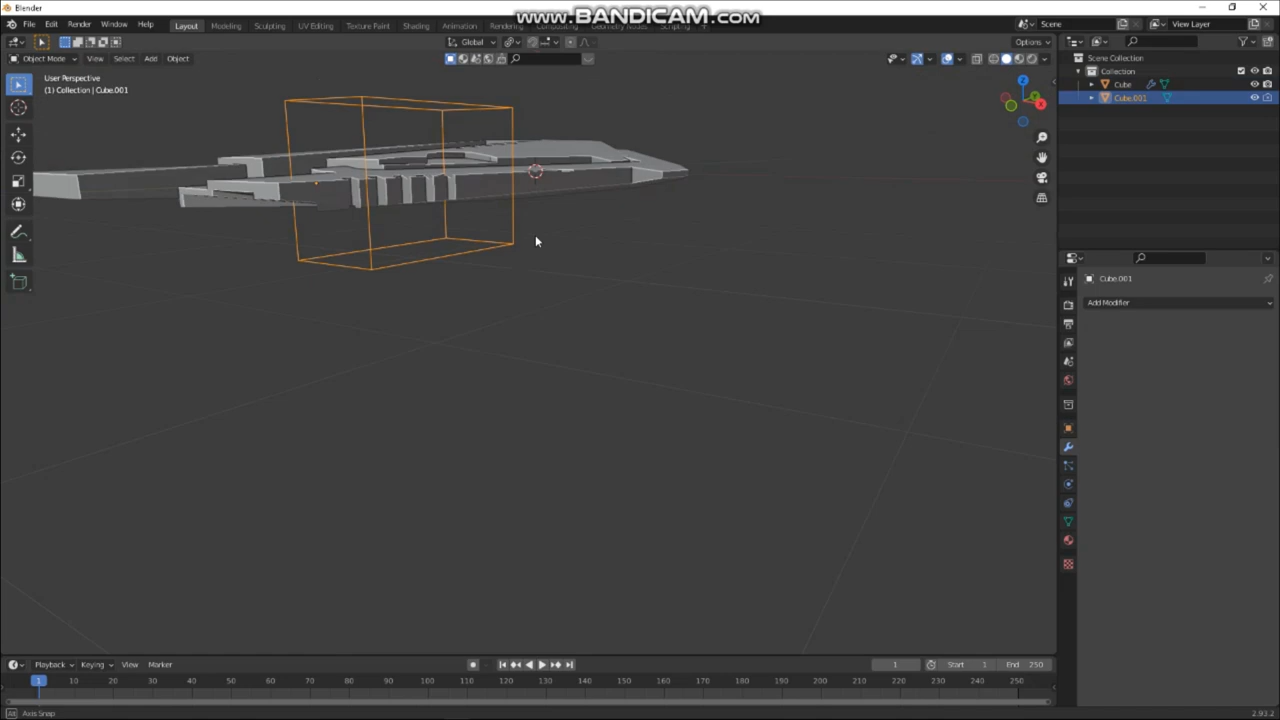 Blender
www.BANDICAM.com
File Edit Render Window Help Layout Modeling Sculpting UV Editing Texture Paint Shading Animation Rendering Compositing Geometry Nodes Scripting Scene View Layer
Global Options
Object Mode View Select Add Object
User Perspective
(1) Collection | Cube.001
Scene Collection
Collection
Cube
Cube.001
Z
X
Cube.001
Add Modifier
Playback Keying View Marker 1 Start 1 End 250
1 10 20 30 40 50 60 70 80 90 100 110 120 130 140 150 160 170 180 190 200 210 220 230 240 250
Axis Snap 2.93.2